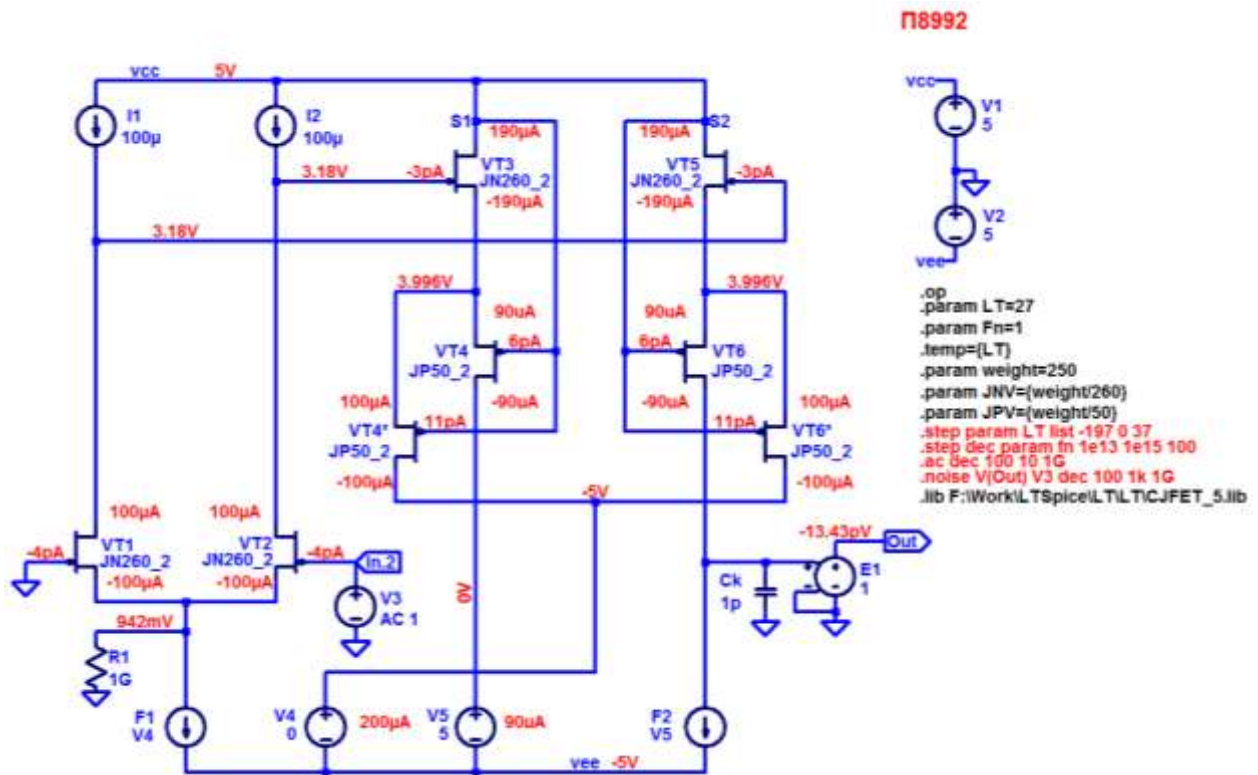 П8992
vcc 5V
I1
100µ
I2
100µ
S1
190µA
190µA
S2
VT3
JN260_2
-3pA
-190µA
VT5
JN260_2
-3pA
-190µA
3.18V
3.18V
3.996V
3.996V
90uA
6pA
VT4
JP50_2
-90uA
90uA
6pA
VT6
JP50_2
-90uA
100µA
11pA
VT4*
JP50_2
-100µA
100µA
11pA
VT6*
JP50_2
-100µA
-5V
100µA
-4pA
VT1
JN260_2
-100µA
100µA
VT2
JN260_2
-4pA
-100µA
In.2
V3
AC 1
0V
942mV
R1
1G
F1
V4
V4
0
200µA
V5
5
90uA
F2
V5
vee -5V
Ck
1p
-13.43pV
Out
E1
1
vcc
V1
5
V2
5
vee
.op
.param LT=27
.param Fn=1
.temp={LT}
.param weight=250
.param JNV={weight/260}
.param JPV={weight/50}
.step param LT list -197 0 37
.step dec param fn 1e13 1e15 100
.ac dec 100 10 1G
.noise V(Out) V3 dec 100 1k 1G
.lib F:\Work\LTSpice\LT\LT\CJFET_5.lib